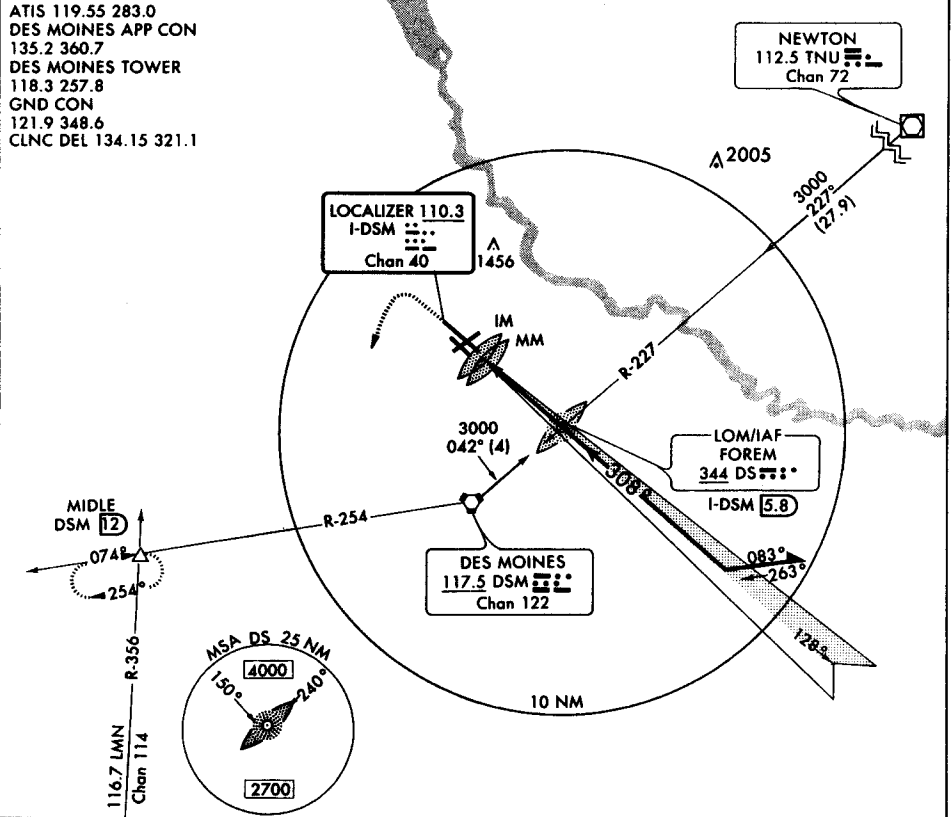 ATIS 119.55 283.0
DES MOINES APP CON
135.2 360.7
DES MOINES TOWER
118.3 257.8
GND CON
121.9 348.6
CLNC DEL 134.15 321.1
NEWTON
112.5 TNU
Chan 72
2005
3000
227°
(27.9)
LOCALIZER 110.3
I-DSM
Chan 40
1456
IM
MM
R-227
3000
042° (4)
LOM/IAF
FOREM
344 DS
I-DSM 5.8
308°
MIDLE
DSM 12
R-254
074°
254°
DES MOINES
117.5 DSM
Chan 122
083°
263°
128°
R-356
116.7 LMN
Chan 114
MSA DS 25 NM
4000
150°
240°
2700
10 NM